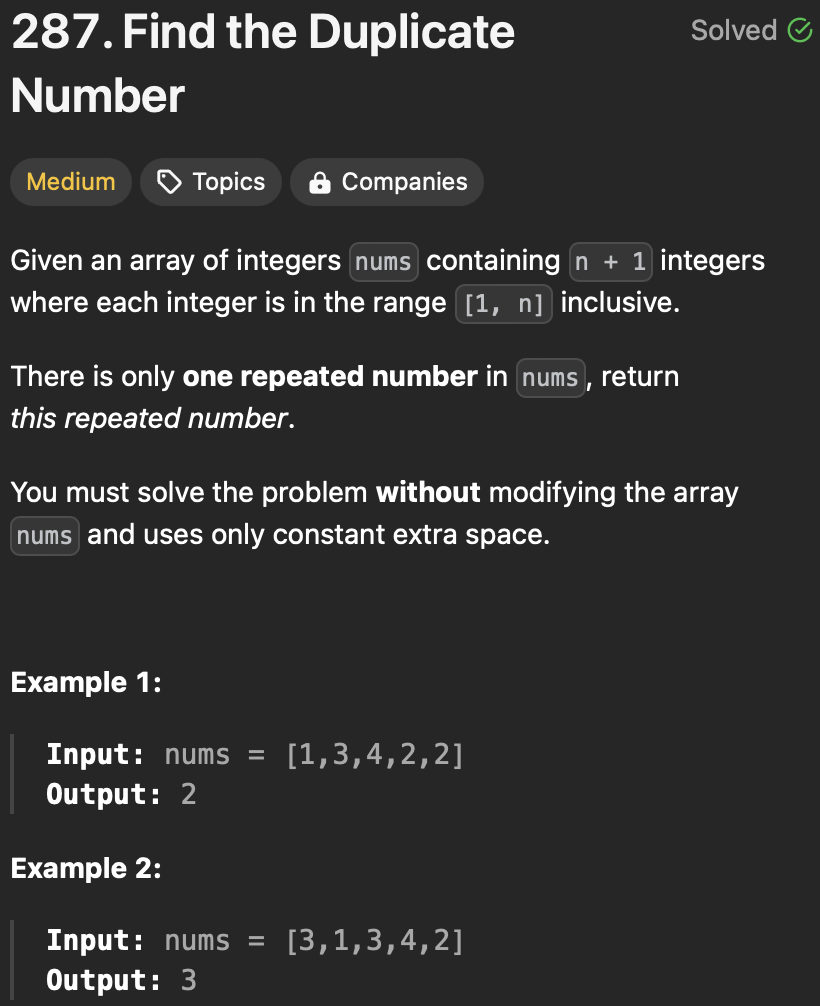 287. Find the Duplicate
Number
Solved
Medium
Topics
Companies
Given an array of integers nums containing n + 1 integers
where each integer is in the range [1, n] inclusive.
There is only one repeated number in nums, return
this repeated number.
You must solve the problem without modifying the array
nums and uses only constant extra space.
Example 1:
Input: nums = [1,3,4,2,2]
Output: 2
Example 2:
Input: nums = [3,1,3,4,2]
Output: 3